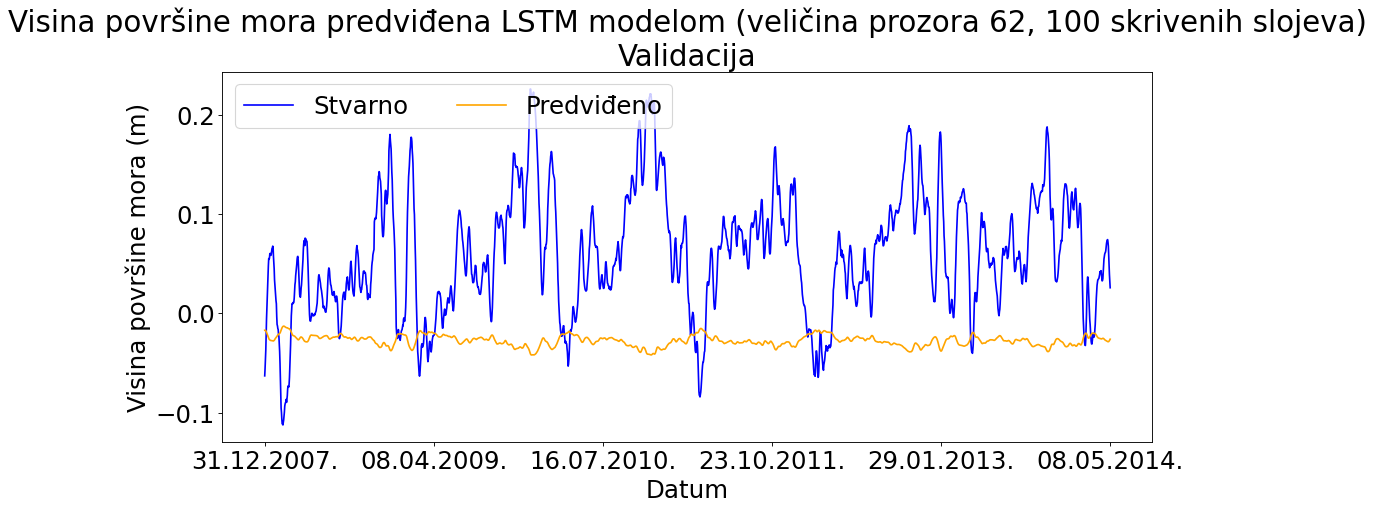 Visina površine mora predviđena LSTM modelom (veličina prozora 62, 100 skrivenih slojeva)
Validacija
Stvarno Predviđeno
Visina površine mora (m)
0.2
0.1
0.0
−0.1
31.12.2007. 08.04.2009. 16.07.2010. 23.10.2011. 29.01.2013. 08.05.2014.
Datum